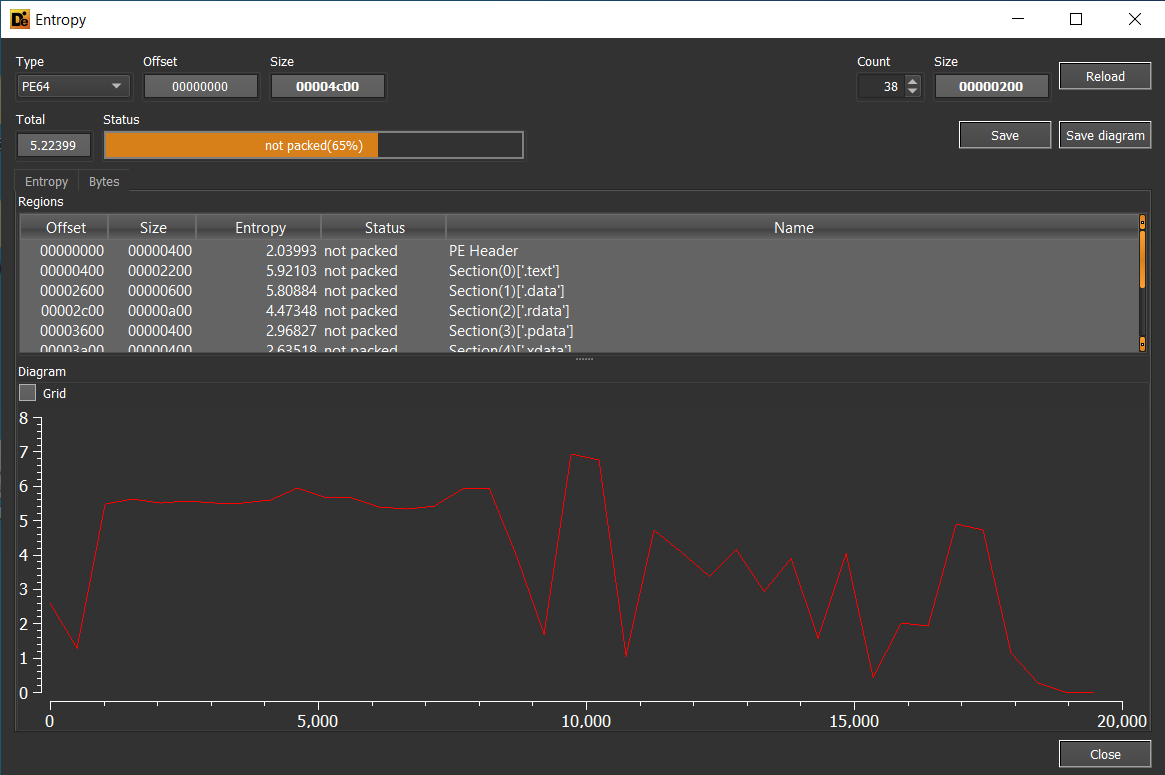 De Entropy
Type Offset Size Count Size
PE64 00000000 00004c00 38 00000200 Reload
Total Status
5.22399 not packed(65%) Save Save diagram
Entropy Bytes
Regions
Offset Size Entropy Status Name
00000000 00000400 2.03993 not packed PE Header
00000400 00002200 5.92103 not packed Section(0)['.text']
00002600 00000600 5.80884 not packed Section(1)['.data']
00002c00 00000a00 4.47348 not packed Section(2)['.rdata']
00003600 00000400 2.96827 not packed Section(3)['.pdata']
00003a00 00000400 2.63518 not packed Section(4)['.xdata']
Diagram
Grid
8
7
6
5
4
3
2
1
0
0 5,000 10,000 15,000 20,000
Close